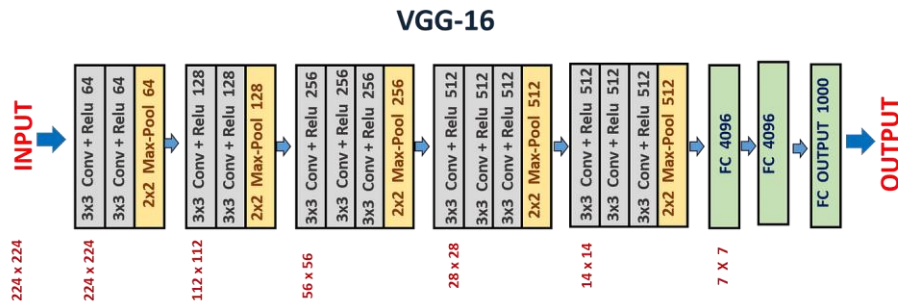 VGG-16
INPUT
3x3 Conv + Relu 64
3x3 Conv + Relu 64
2x2 Max-Pool 64
3x3 Conv + Relu 128
3x3 Conv + Relu 128
2x2 Max-Pool 128
3x3 Conv + Relu 256
3x3 Conv + Relu 256
3x3 Conv + Relu 256
2x2 Max-Pool 256
3x3 Conv + Relu 512
3x3 Conv + Relu 512
3x3 Conv + Relu 512
2x2 Max-Pool 512
3x3 Conv + Relu 512
3x3 Conv + Relu 512
3x3 Conv + Relu 512
2x2 Max-Pool 512
FC 4096
FC 4096
FC OUTPUT 1000
OUTPUT
224 x 224
224 x 224
112 x 112
56 x 56
28 x 28
14 x 14
7 X 7